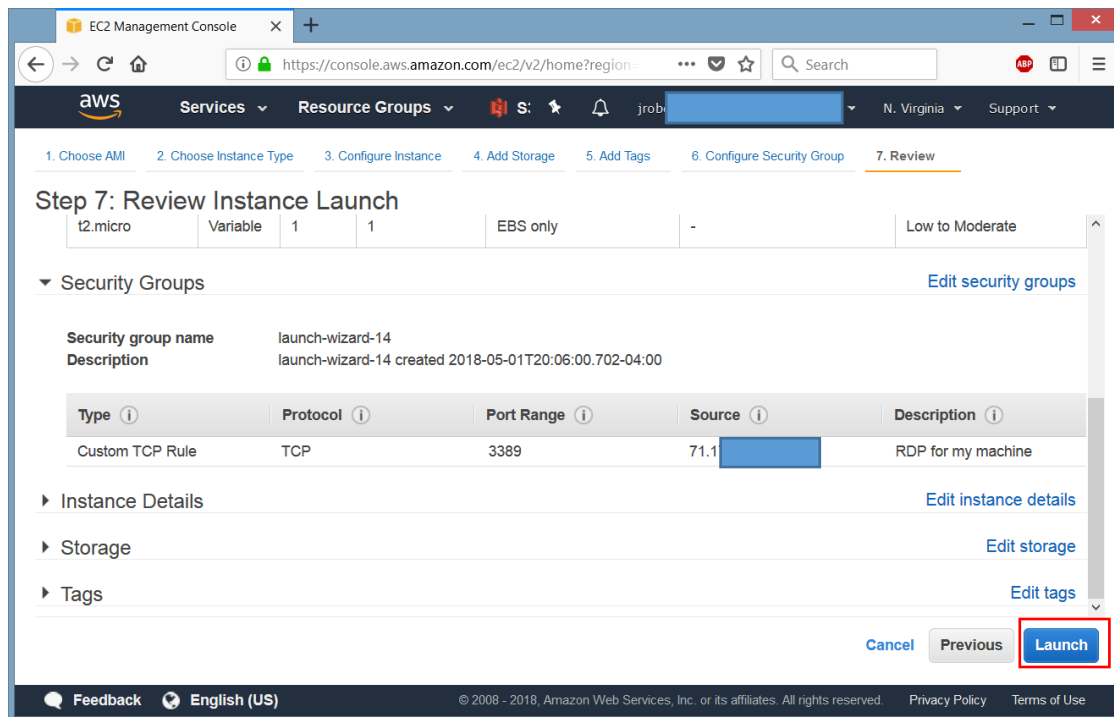 EC2 Management Console
https://console.aws.amazon.com/ec2/v2/home?region=
Search
ABP
aws Services Resource Groups S: jrob N. Virginia Support
1. Choose AMI 2. Choose Instance Type 3. Configure Instance 4. Add Storage 5. Add Tags 6. Configure Security Group 7. Review
Step 7: Review Instance Launch
t2.micro Variable 1 1 EBS only - Low to Moderate
Security Groups Edit security groups
Security group name launch-wizard-14
Description launch-wizard-14 created 2018-05-01T20:06:00.702-04:00
Type Protocol Port Range Source Description
Custom TCP Rule TCP 3389 71.1 RDP for my machine
Instance Details Edit instance details
Storage Edit storage
Tags Edit tags
Cancel Previous Launch
Feedback English (US) © 2008 - 2018, Amazon Web Services, Inc. or its affiliates. All rights reserved. Privacy Policy Terms of Use